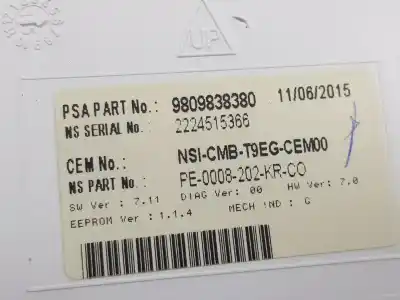 UP
PSA PART No.: 9809838380 11/06/2015
NS SERIAL No.: 2224515366
CEM No.: NSI-CMB-T9EG-CEM00
NS PART No.: PE-0008-202-KR-CO
SW Ver : 7.11 DIAG Ver: 00 HW Ver: 7.0
EEPROM Ver : 1.1.4 MECH IND : G